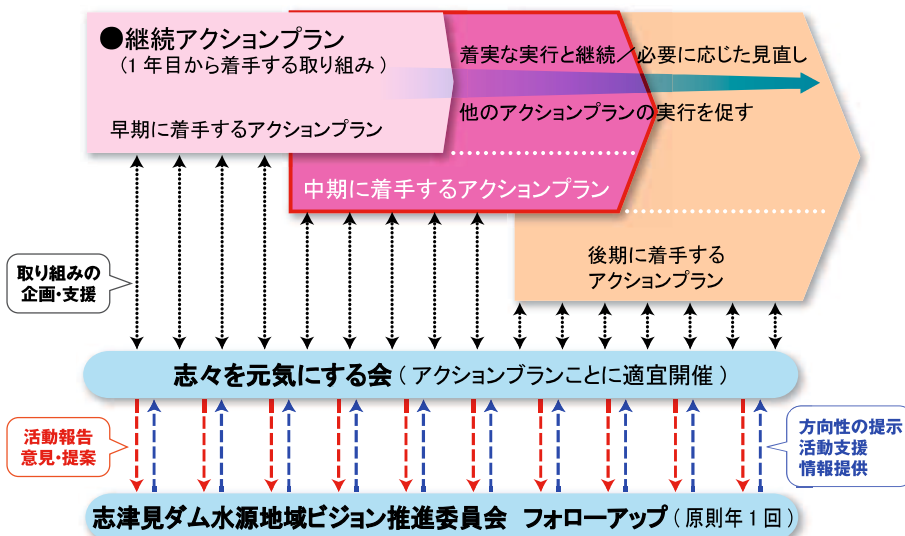 ●継続アクションプラン
(1年目から着手する取り組み)
早期に着手するアクションプラン
着実な実行と継続/必要に応じた見直し
他のアクションプランの実行を促す
中期に着手するアクションプラン
後期に着手する
アクションプラン
取り組みの
企画・支援
志々を元気にする会(アクションブランことに適宜開催)
活動報告
意見・提案
方向性の提示
活動支援
情報提供
志津見ダム水源地域ビジョン推進委員会 フォローアップ(原則年1回)